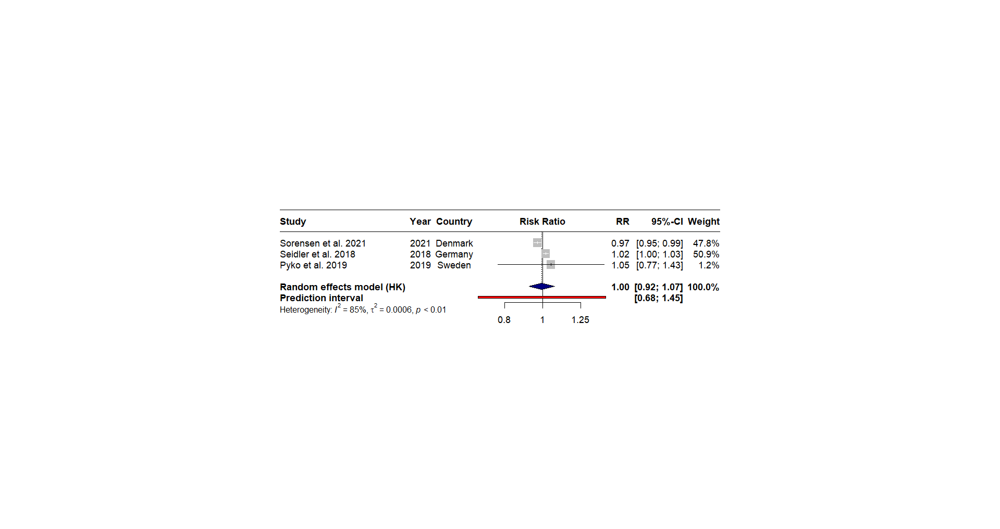 Study Year Country Risk Ratio RR 95%-CI Weight
Sorensen et al. 2021 2021 Denmark 0.97 [0.95; 0.99] 47.8%
Seidler et al. 2018 2018 Germany 1.02 [1.00; 1.03] 50.9%
Pyko et al. 2019 2019 Sweden 1.05 [0.77; 1.43] 1.2%
Random effects model (HK) 1.00 [0.92; 1.07] 100.0%
Prediction interval [0.68; 1.45]
Heterogeneity: I² = 85%, τ² = 0.0006, p < 0.01
0.8 1 1.25